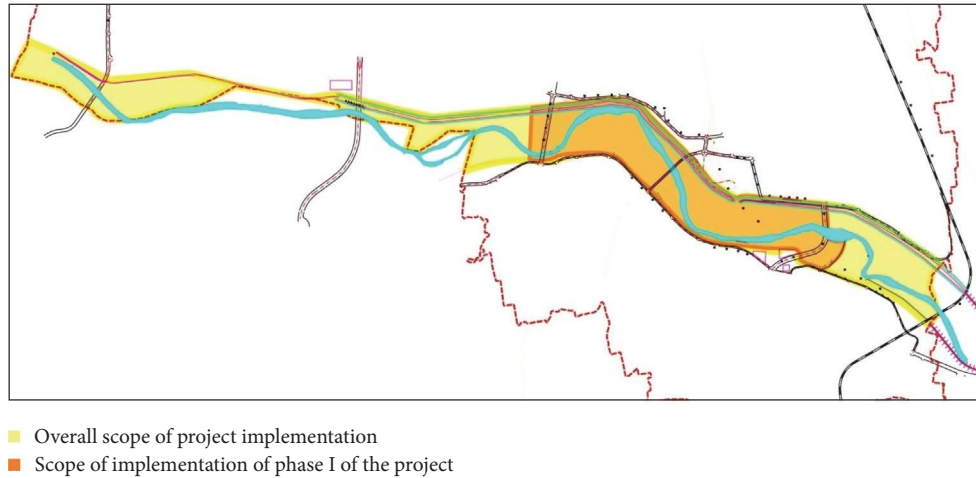 Overall scope of project implementation
Scope of implementation of phase I of the project